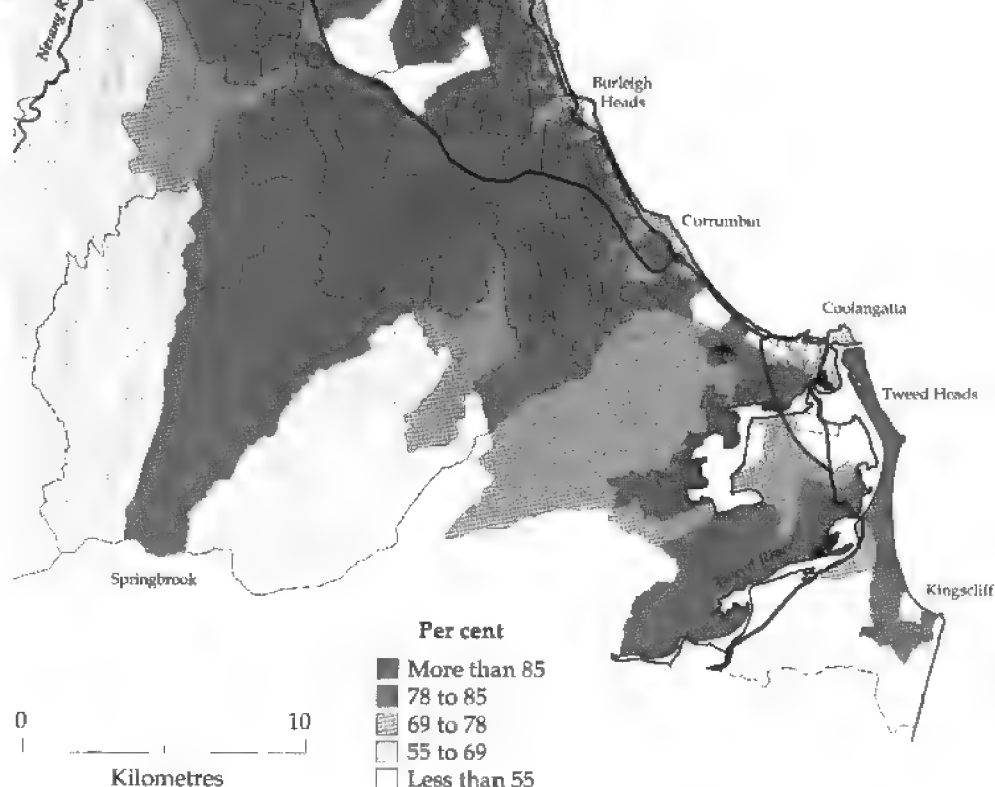 Nerang R
Burleigh
Heads
Currumbin
Coolangatta
Tweed Heads
Springbrook
Tweed River
Kingscliff
Per cent
More than 85
78 to 85
69 to 78
55 to 69
Less than 55
0 10
Kilometres